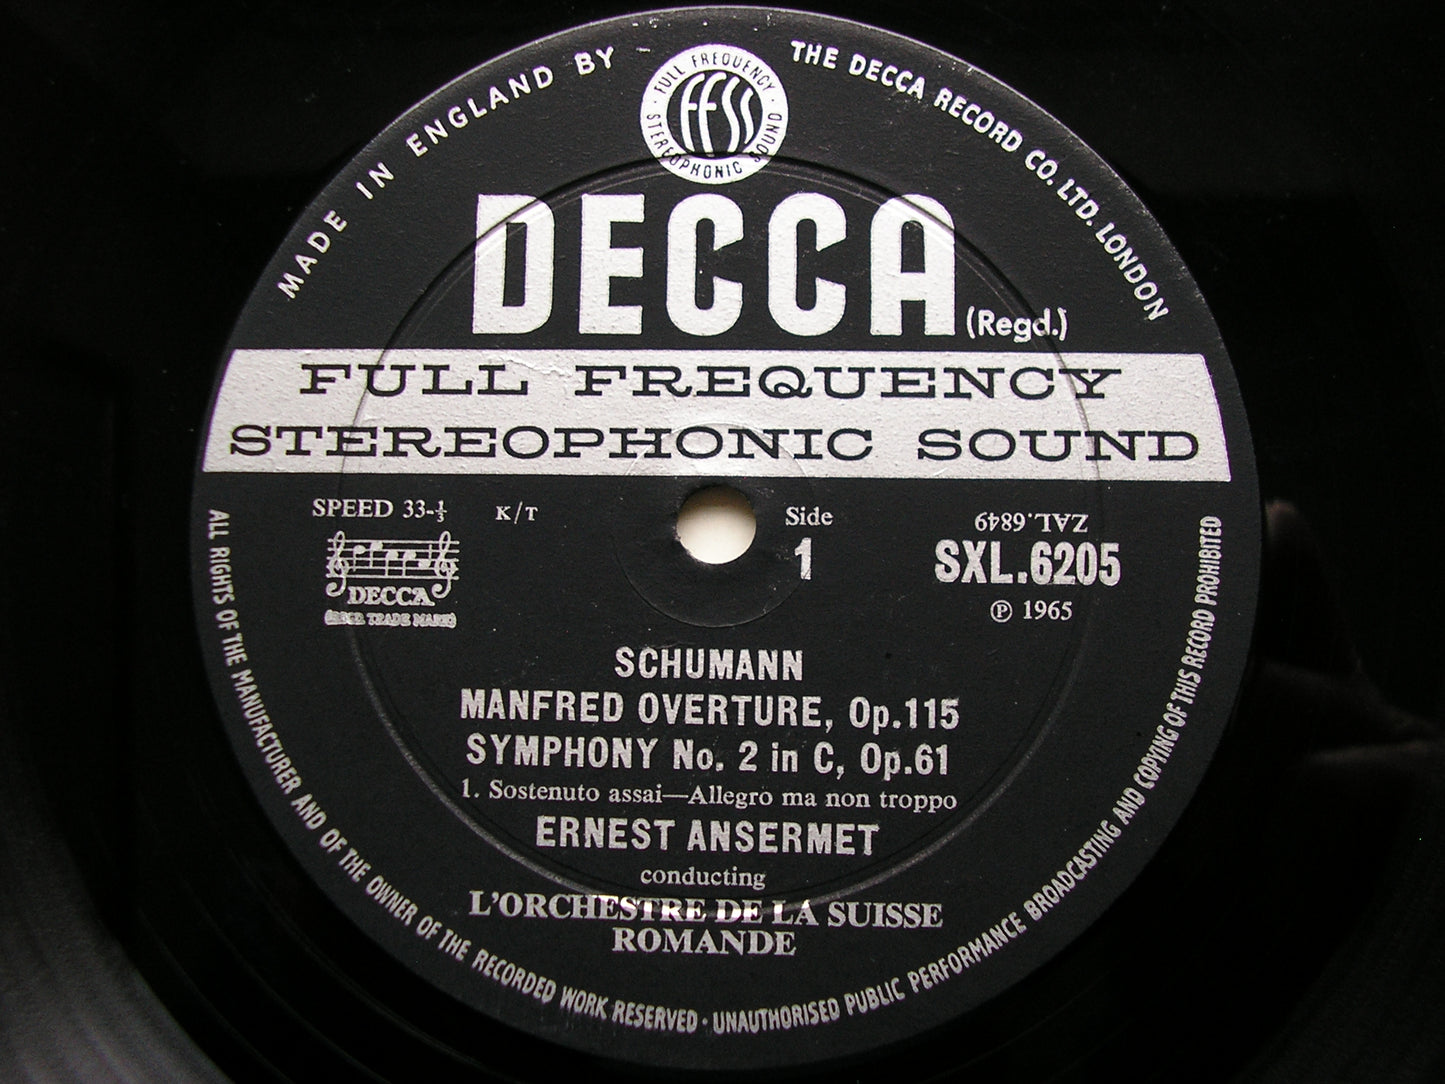 MADE IN ENGLAND BY
THE DECCA RECORD CO. LTD. LONDON
FULL FREQUENCY
ffss
STEREOPHONIC SOUND
DECCA
(Regd.)
FULL FREQUENCY
STEREOPHONIC SOUND
SPEED 33-⅓
K/T
Side
1
ZAL.6849
SXL.6205
℗ 1965
DECCA
(REGD TRADE MARK)
SCHUMANN
MANFRED OVERTURE, Op.115
SYMPHONY No. 2 in C, Op.61
1. Sostenuto assai—Allegro ma non troppo
ERNEST ANSERMET
conducting
L'ORCHESTRE DE LA SUISSE
ROMANDE
ALL RIGHTS OF THE MANUFACTURER AND OF THE OWNER OF THE RECORDED WORK RESERVED · UNAUTHORISED PUBLIC PERFORMANCE BROADCASTING AND COPYING OF THIS RECORD PROHIBITED